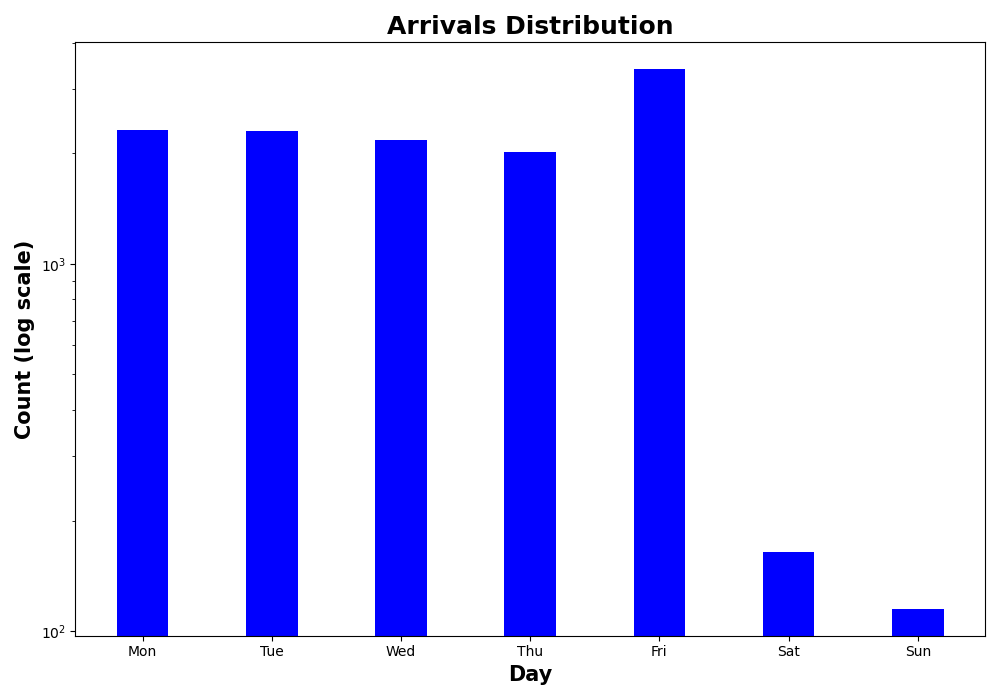 Arrivals Distribution
Count (log scale)
10³
10²
Mon Tue Wed Thu Fri Sat Sun
Day